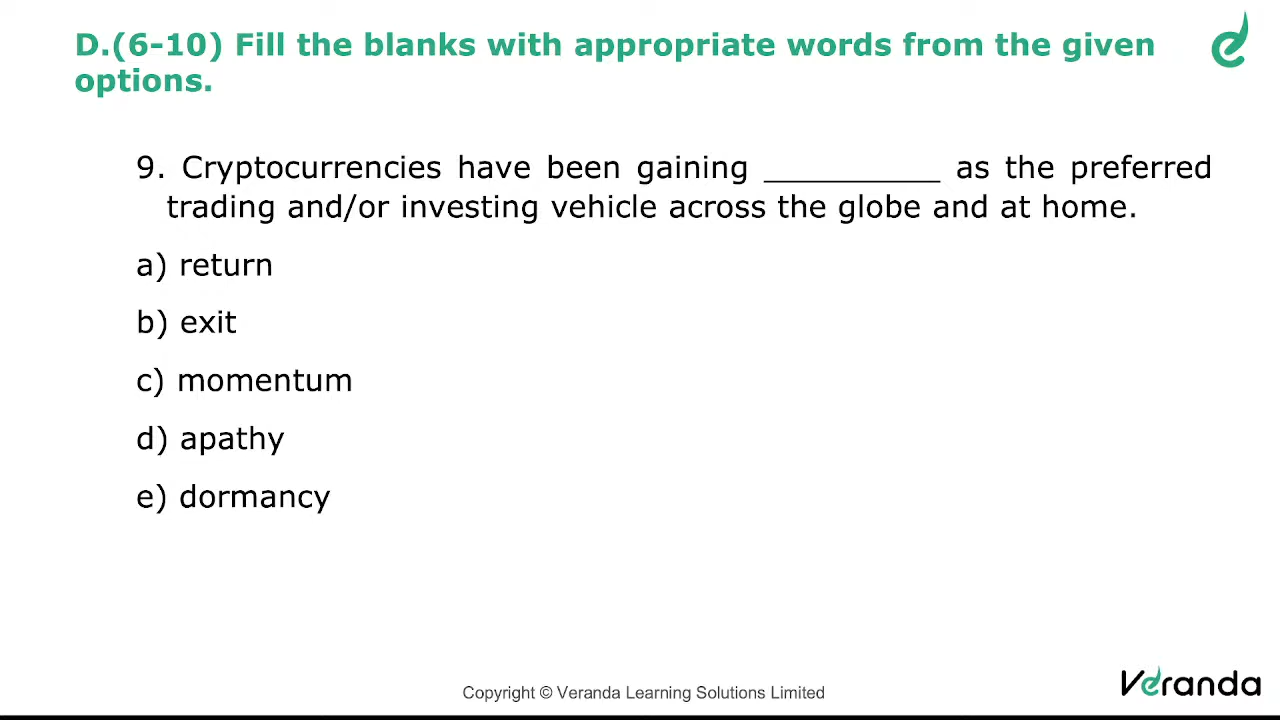 D.(6-10) Fill the blanks with appropriate words from the given
options.
9. Cryptocurrencies have been gaining __________ as the preferred
trading and/or investing vehicle across the globe and at home.
a) return
b) exit
c) momentum
d) apathy
e) dormancy
Copyright © Veranda Learning Solutions Limited
Veranda